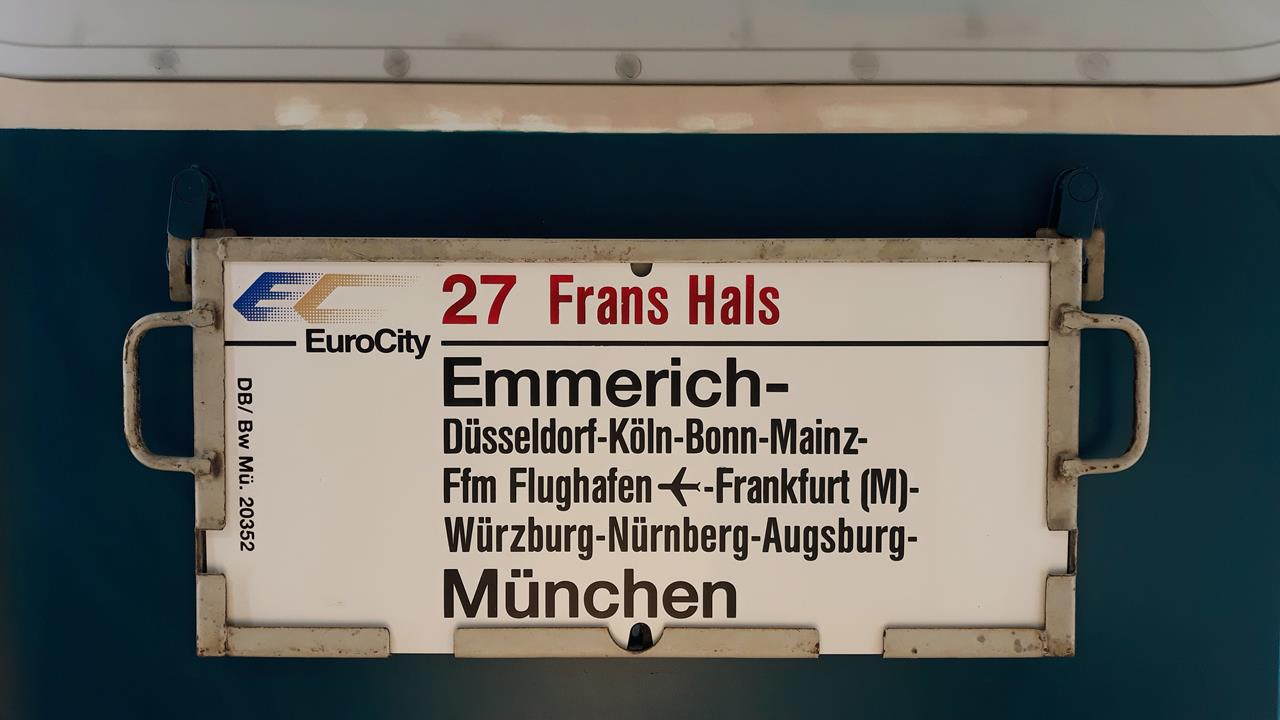 EC 27 Frans Hals
EuroCity
Emmerich-
Düsseldorf-Köln-Bonn-Mainz-
Ffm Flughafen ✈-Frankfurt (M)-
Würzburg-Nürnberg-Augsburg-
München
DB/ Bw Mü. 20352